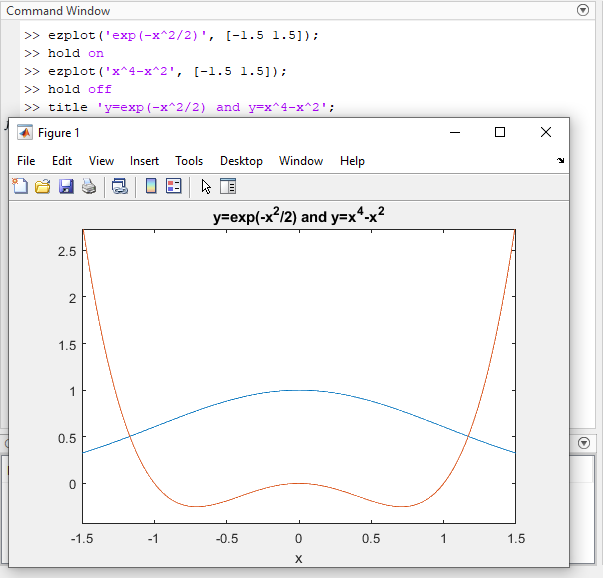 Command Window
>> ezplot('exp(-x^2/2)', [-1.5 1.5]);
>> hold on
>> ezplot('x^4-x^2', [-1.5 1.5]);
>> hold off
>> title 'y=exp(-x^2/2) and y=x^4-x^2';
Figure 1
File Edit View Insert Tools Desktop Window Help
y=exp(-x²/2) and y=x⁴-x²
2.5
2
1.5
1
0.5
0
-1.5 -1 -0.5 0 0.5 1 1.5
x